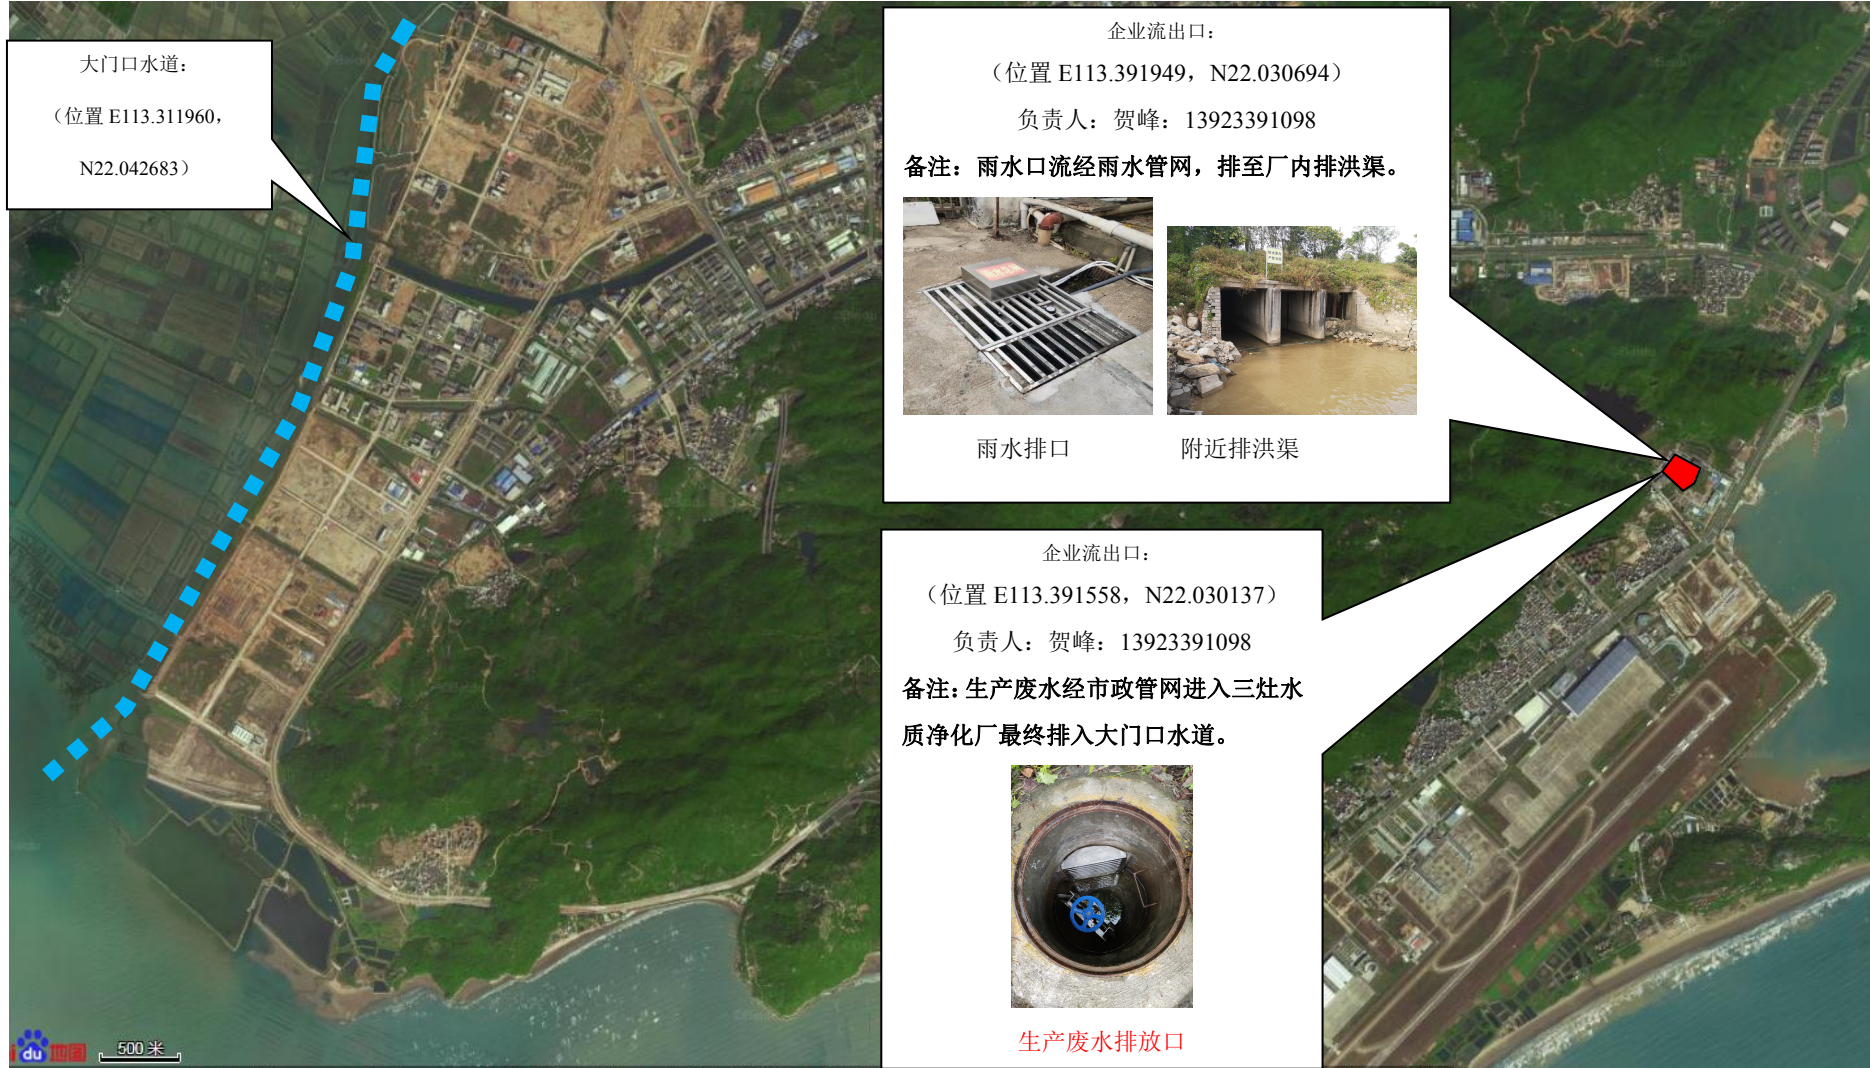 大门口水道：
（位置 E113.311960，
N22.042683）
企业流出口：
（位置 E113.391949，N22.030694）
负责人：贺峰：13923391098
备注：雨水口流经雨水管网，排至厂内排洪渠。
雨水排口
附近排洪渠
企业流出口：
（位置 E113.391558，N22.030137）
负责人：贺峰：13923391098
备注：生产废水经市政管网进入三灶水
质净化厂最终排入大门口水道。
生产废水排放口
du 地图
500 米